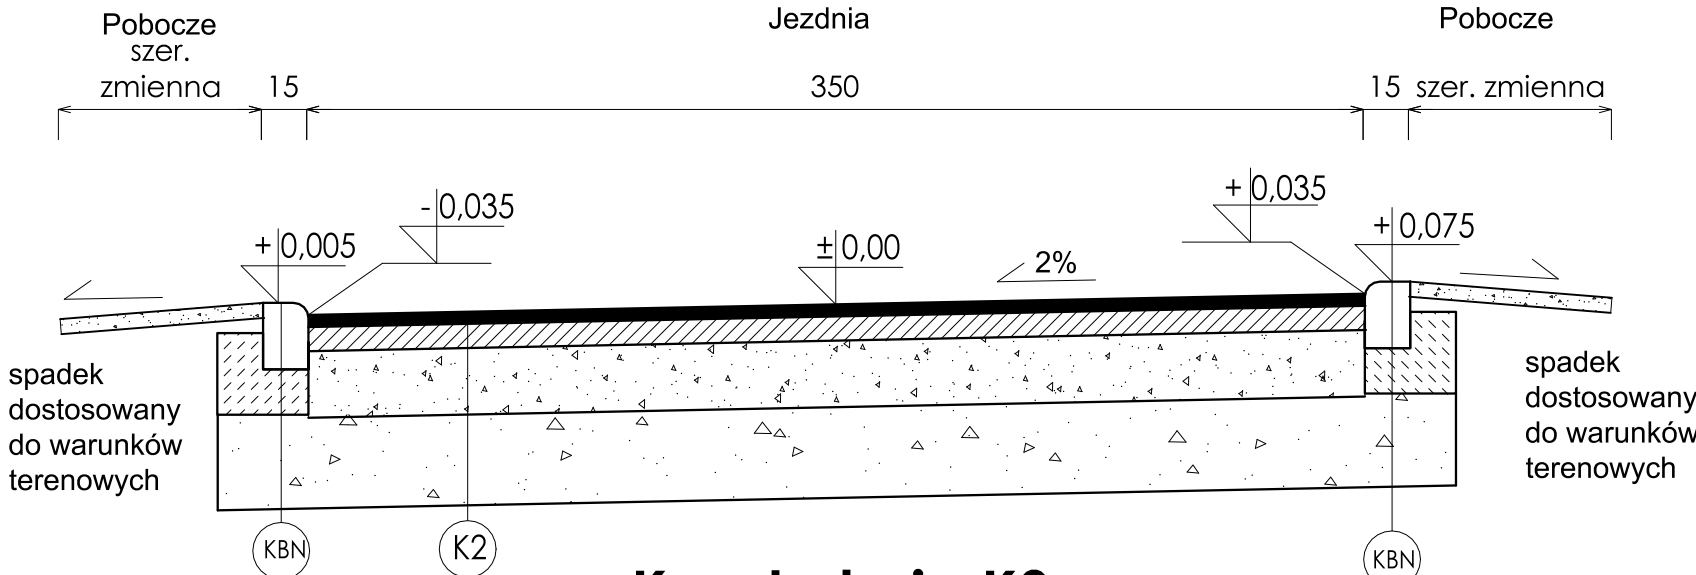 Pobocze
szer.
zmienna
15
Jezdnia
350
Pobocze
15
szer. zmienna
+0,005
-0,035
±0,00
2%
+0,035
+0,075
spadek
dostosowany
do warunków
terenowych
spadek
dostosowany
do warunków
terenowych
KBN
K2
KBN